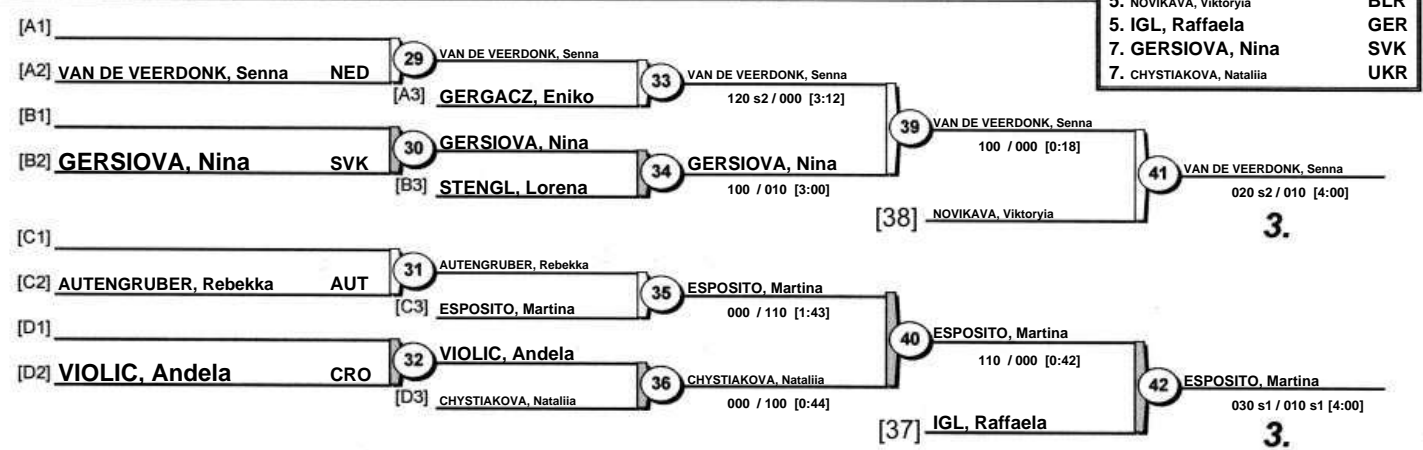 5. NOVIKAVA, Viktoryia BLR
5. IGL, Raffaela GER
7. GERSIOVA, Nina SVK
7. CHYSTIAKOVA, Nataliia UKR
[A1]
[A2] VAN DE VEERDONK, Senna NED
29 VAN DE VEERDONK, Senna
[A3] GERGACZ, Eniko
33 VAN DE VEERDONK, Senna
120 s2 / 000 [3:12]
[B1]
[B2] GERSIOVA, Nina SVK
30 GERSIOVA, Nina
[B3] STENGL, Lorena
34 GERSIOVA, Nina
100 / 010 [3:00]
39 VAN DE VEERDONK, Senna
100 / 000 [0:18]
[38] NOVIKAVA, Viktoryia
41 VAN DE VEERDONK, Senna
020 s2 / 010 [4:00]
3.
[C1]
[C2] AUTENGRUBER, Rebekka AUT
31 AUTENGRUBER, Rebekka
[C3] ESPOSITO, Martina
35 ESPOSITO, Martina
000 / 110 [1:43]
[D1]
[D2] VIOLIC, Andela CRO
32 VIOLIC, Andela
[D3] CHYSTIAKOVA, Nataliia
36 CHYSTIAKOVA, Nataliia
000 / 100 [0:44]
40 ESPOSITO, Martina
110 / 000 [0:42]
[37] IGL, Raffaela
42 ESPOSITO, Martina
030 s1 / 010 s1 [4:00]
3.